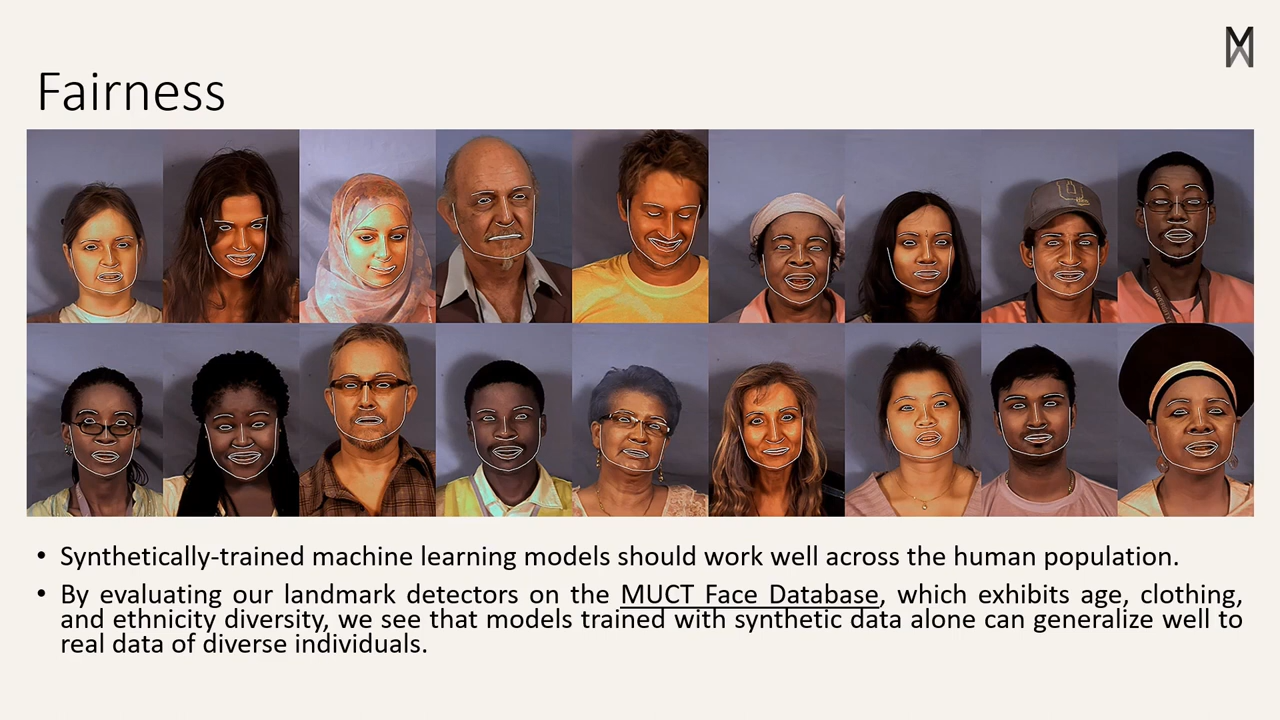 Fairness
• Synthetically-trained machine learning models should work well across the human population.
• By evaluating our landmark detectors on the MUCT Face Database, which exhibits age, clothing,
and ethnicity diversity, we see that models trained with synthetic data alone can generalize well to
real data of diverse individuals.